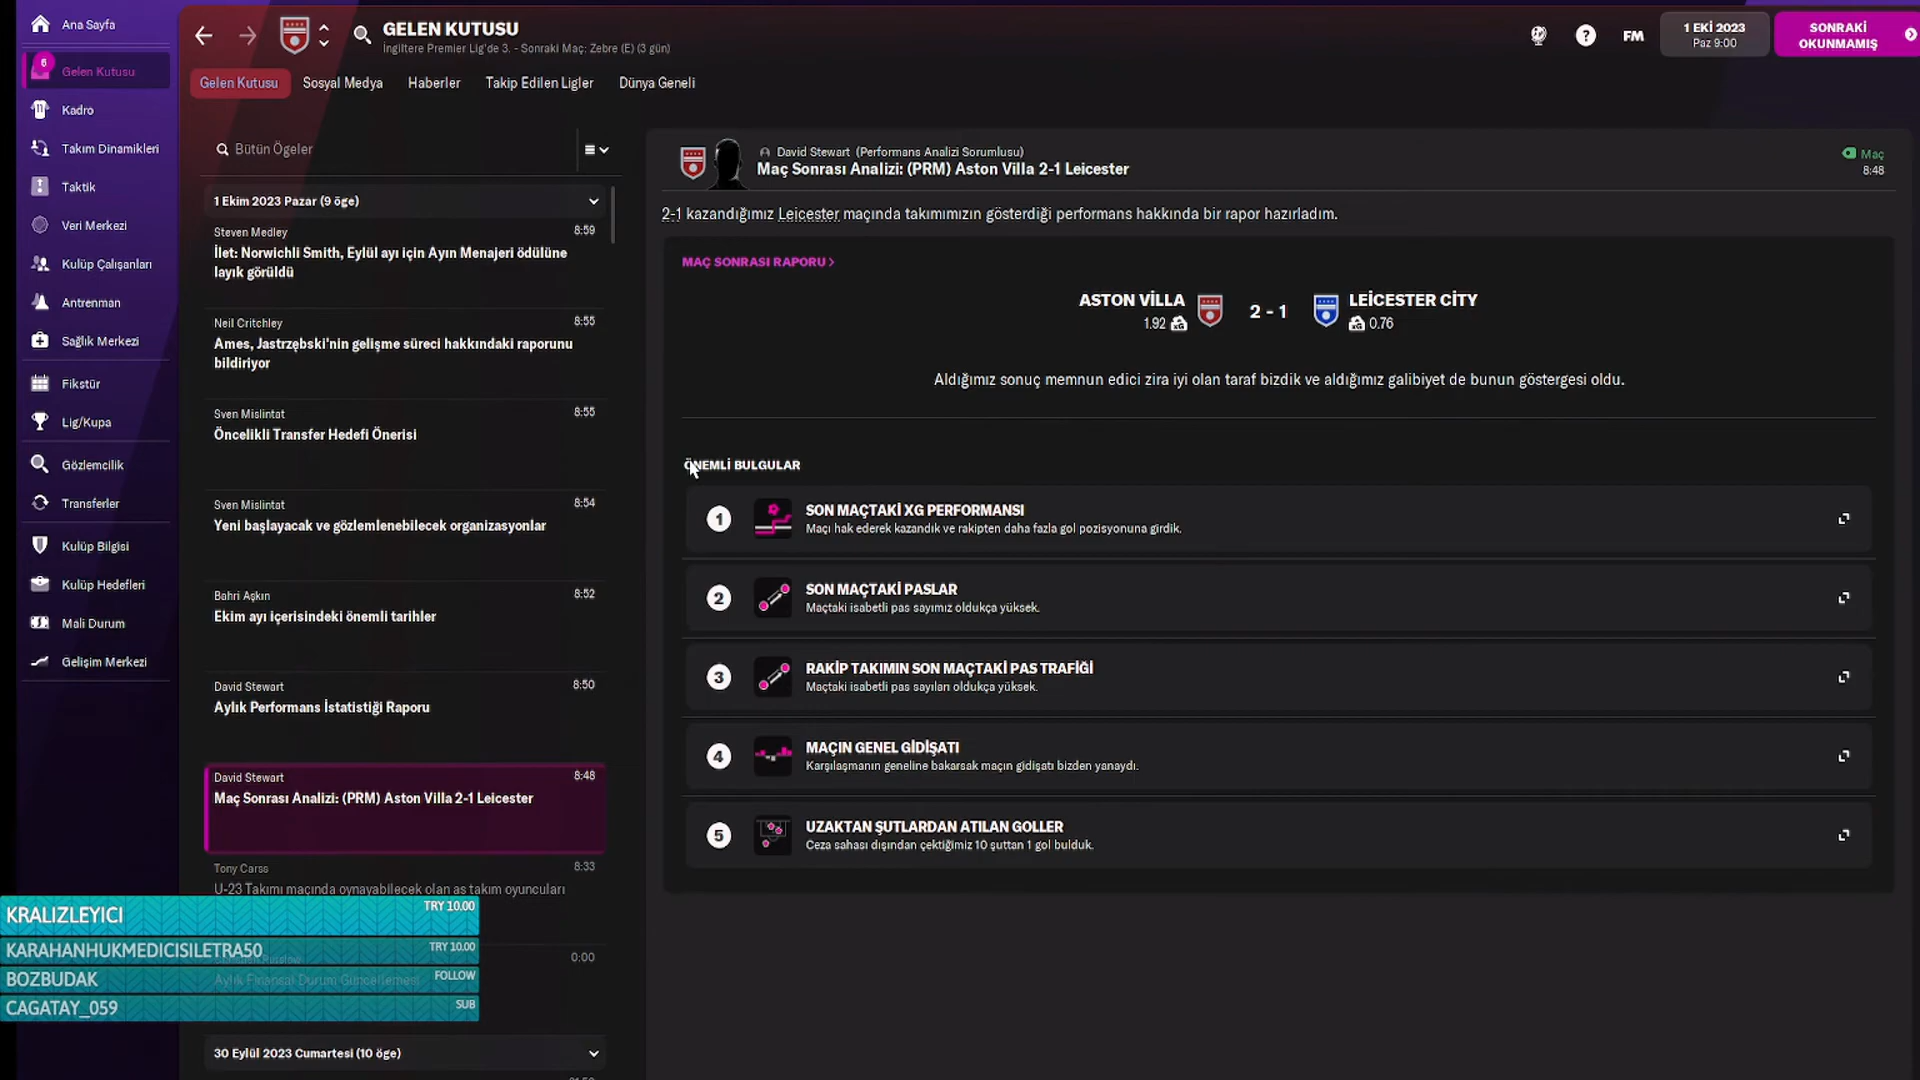 Ana Sayfa
6
Gelen Kutusu
Kadro
Takım Dinamikleri
Taktik
Veri Merkezi
Kulüp Çalışanları
Antrenman
Sağlık Merkezi
Fikstür
Lig/Kupa
Gözlemcilik
Transferler
Kulüp Bilgisi
Kulüp Hedefleri
Mali Durum
Gelişim Merkezi
GELEN KUTUSU
İngiltere Premier Lig'de 3. - Sonraki Maç: Zebre (E) (3 gün)
FM
1 EKİ 2023
Paz 9:00
SONRAKİ
OKUNMAMIŞ
Gelen Kutusu
Sosyal Medya
Haberler
Takip Edilen Ligler
Dünya Geneli
Bütün Ögeler
1 Ekim 2023 Pazar (9 öge)
Steven Medley
8:59
İlet: Norwichli Smith, Eylül ayı için Ayın Menajeri ödülüne
layık görüldü
Neil Critchley
8:55
Ames, Jastrzębski'nin gelişme süreci hakkındaki raporunu
bildiriyor
Sven Mislintat
8:55
Öncelikli Transfer Hedefi Önerisi
Sven Mislintat
8:54
Yeni başlayacak ve gözlemlenebilecek organizasyonlar
Bahri Aşkın
8:52
Ekim ayı içerisindeki önemli tarihler
David Stewart
8:50
Aylık Performans İstatistiği Raporu
David Stewart
8:48
Maç Sonrası Analizi: (PRM) Aston Villa 2-1 Leicester
Tony Carss
8:33
U-23 Takımı maçında oynayabilecek olan as takım oyuncuları
KRALIZLEYICI
TRY 10.00
KARAHANHUKMEDICISILETRA50
TRY 10.00
0:00
BOZBUDAK
FOLLOW
Aylık Finansal Durum Güncellemesi
CAGATAY_059
SUB
30 Eylül 2023 Cumartesi (10 öge)
David Stewart (Performans Analizi Sorumlusu)
Maç Sonrası Analizi: (PRM) Aston Villa 2-1 Leicester
Maç
8:48
2-1 kazandığımız Leicester maçında takımımızın gösterdiği performans hakkında bir rapor hazırladım.
MAÇ SONRASI RAPORU >
ASTON VİLLA
1.92 xG
2 - 1
LEİCESTER CİTY
xG 0.76
Aldığımız sonuç memnun edici zira iyi olan taraf bizdik ve aldığımız galibiyet de bunun göstergesi oldu.
ÖNEMLİ BULGULAR
1
SON MAÇTAKİ XG PERFORMANSI
Maçı hak ederek kazandık ve rakipten daha fazla gol pozisyonuna girdik.
2
SON MAÇTAKİ PASLAR
Maçtaki isabetli pas sayımız oldukça yüksek.
3
RAKİP TAKIMIN SON MAÇTAKİ PAS TRAFİĞİ
Maçtaki isabetli pas sayıları oldukça yüksek.
4
MAÇIN GENEL GİDİŞATI
Karşılaşmanın geneline bakarsak maçın gidişatı bizden yanaydı.
5
UZAKTAN ŞUTLARDAN ATILAN GOLLER
Ceza sahası dışından çektiğimiz 10 şuttan 1 gol bulduk.